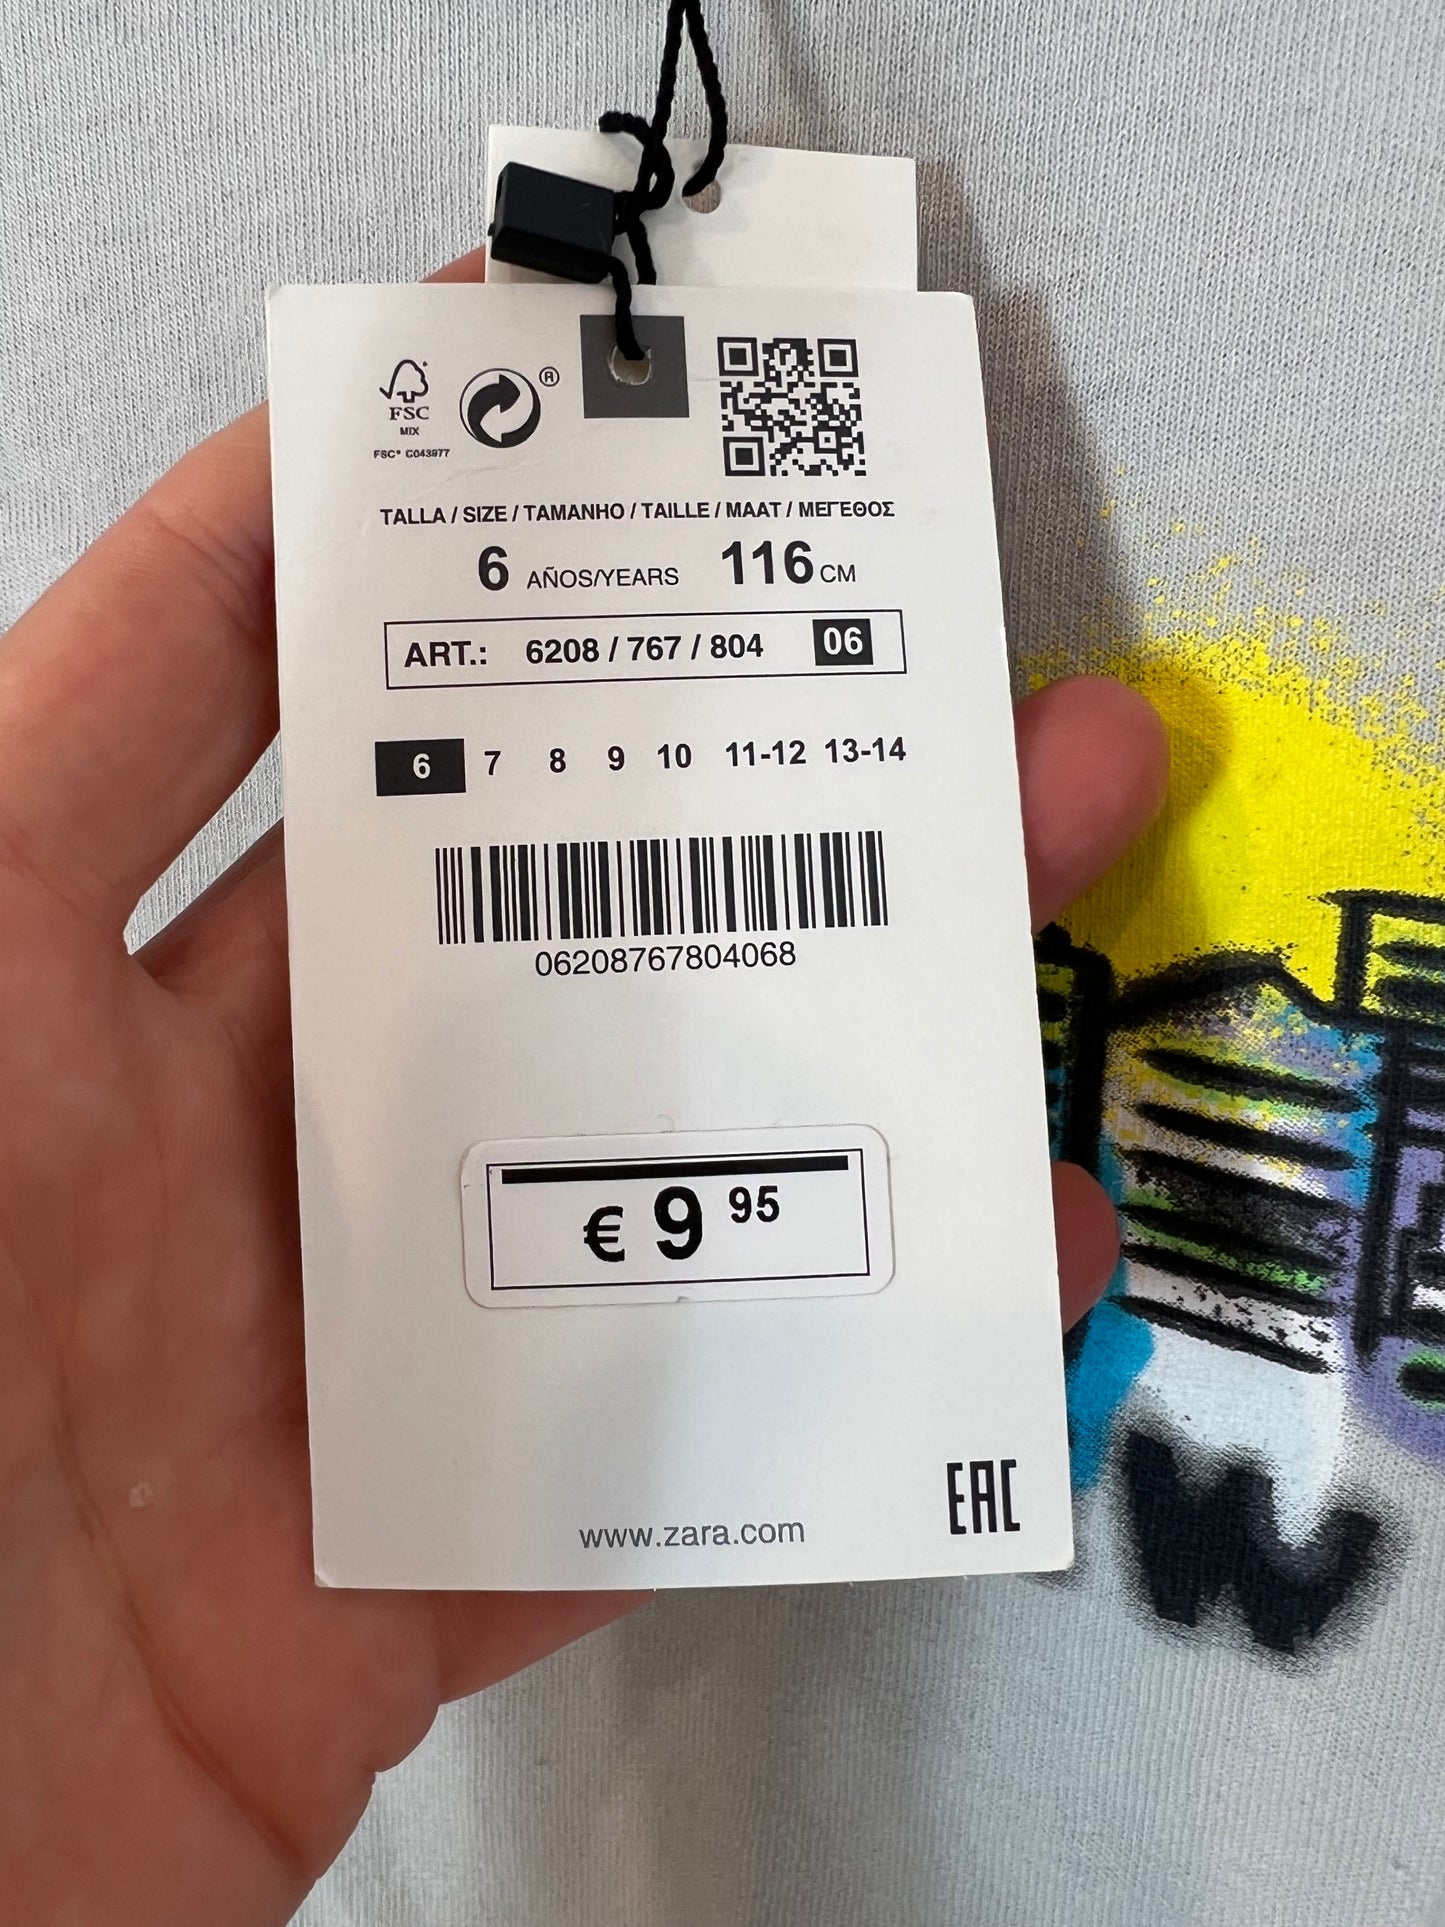 FSC
MIX
FSC® C043977
®
TALLA / SIZE / TAMANHO / TAILLE / MAAT / ΜΕΓΕΘΟΣ
6 AÑOS/YEARS 116 CM
ART.: 6208 / 767 / 804 06
6 7 8 9 10 11-12 13-14
06208767804068
€ 9 95
EAC
www.zara.com
W